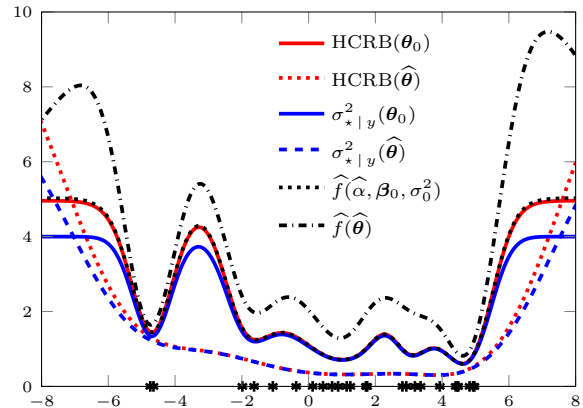 10
8
6
4
2
0
−8 −6 −4 −2 0 2 4 6 8
HCRB(θ₀)
HCRB(θ̂)
σ²⋆ | y(θ₀)
σ²⋆ | y(θ̂)
f̂(α̂, β₀, σ₀²)
f̂(θ̂)